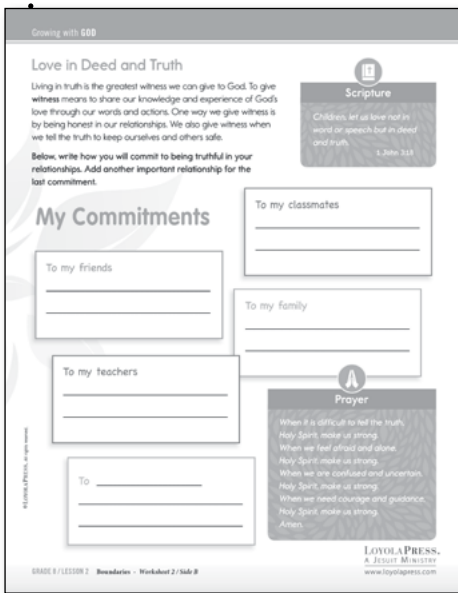 Growing with GOD
Love in Deed and Truth
Living in truth is the greatest witness we can give to God. To give
witness means to share our knowledge and experience of God's
love through our words and actions. One way we give witness is
by being honest in our relationships. We also give witness when
we tell the truth to keep ourselves and others safe.
Below, write how you will commit to being truthful in your
relationships. Add another important relationship for the
last commitment.
Scripture
Children, let us love not in
word or speech but in deed
and truth.
1 John 3:18
My Commitments
To my classmates
To my friends
To my family
To my teachers
To
Prayer
When it is difficult to tell the truth,
Holy Spirit, make us strong.
When we feel afraid and alone,
Holy Spirit, make us strong.
When we are confused and uncertain,
Holy Spirit, make us strong.
When we need courage and guidance,
Holy Spirit, make us strong.
Amen.
© LOYOLAPRESS. All rights reserved.
GRADE 6 / LESSON 2 Boundaries - Worksheet 2 / Side B
LOYOLAPRESS.
A JESUIT MINISTRY
www.loyolapress.com